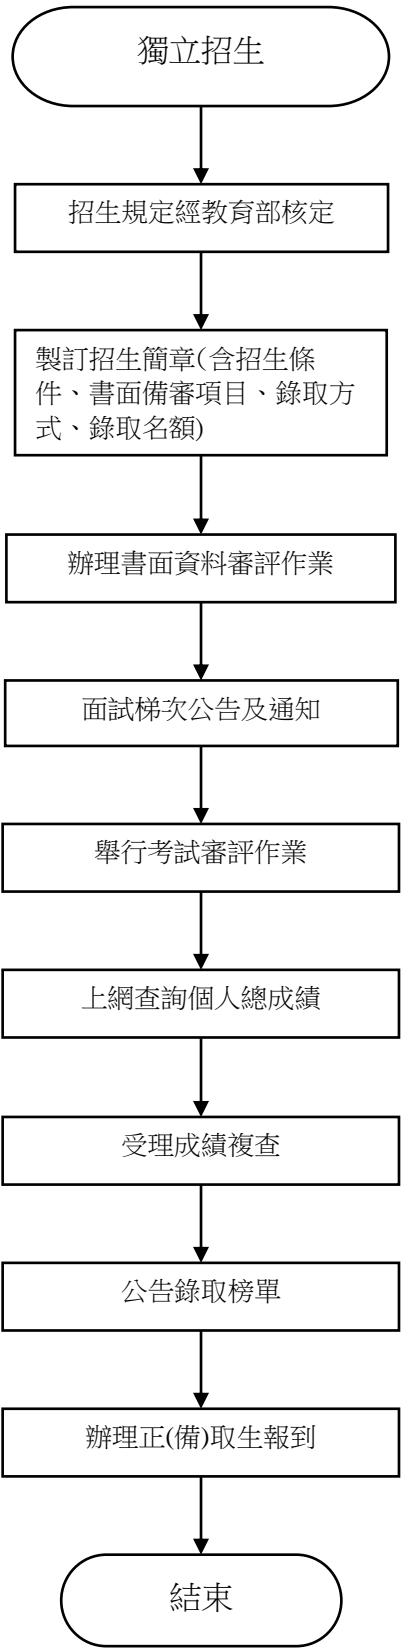 獨立招生
招生規定經教育部核定
製訂招生簡章(含招生條
件、書面備審項目、錄取方
式、錄取名額)
辦理書面資料審評作業
面試梯次公告及通知
舉行考試審評作業
上網查詢個人總成績
受理成績複查
公告錄取榜單
辦理正(備)取生報到
結束